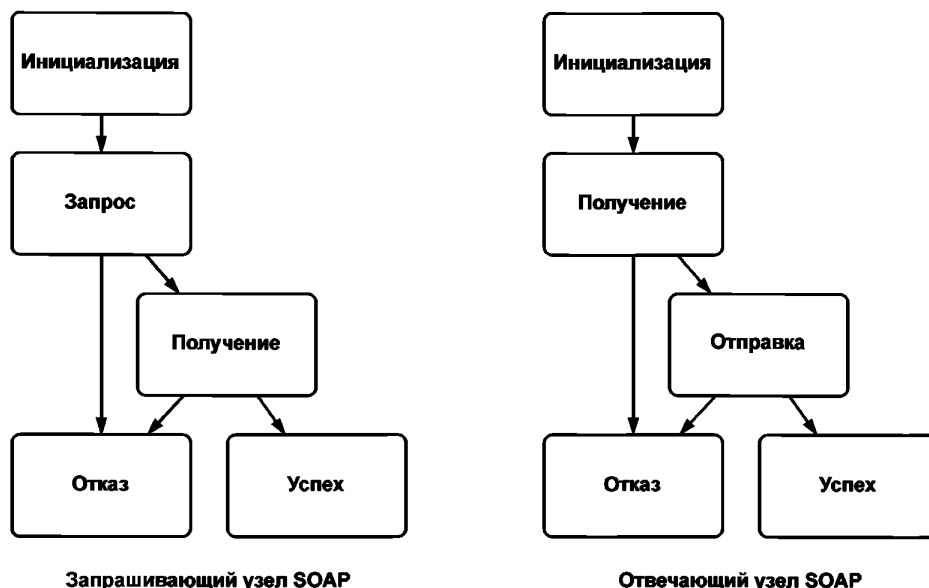 Инициализация
Запрос
Получение
Отказ
Успех
Запрашивающий узел SOAP
Инициализация
Получение
Отправка
Отказ
Успех
Отвечающий узел SOAP